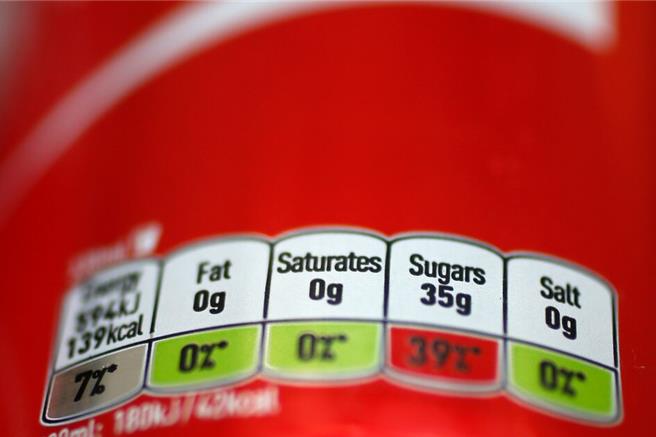 Energy
594kJ
139kcal
7%*
Fat
0g
0%*
Saturates
0g
0%*
Sugars
35g
39%*
Salt
0g
0%*
180kJ/42kcal